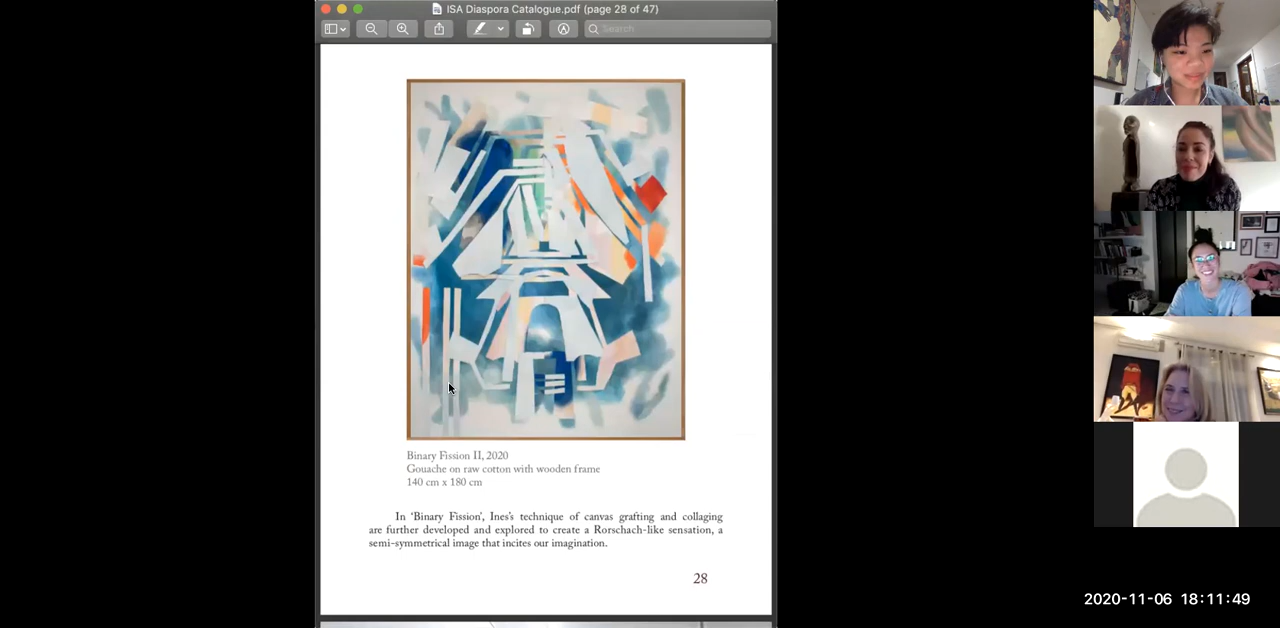 ISA Diaspora Catalogue.pdf (page 28 of 47)
Search
Binary Fission II, 2020
Gouache on raw cotton with wooden frame
140 cm x 180 cm
In ‘Binary Fission’, Ines’s technique of canvas grafting and collaging
are further developed and explored to create a Rorschach-like sensation, a
semi-symmetrical image that incites our imagination.
28
2020-11-06 18:11:49